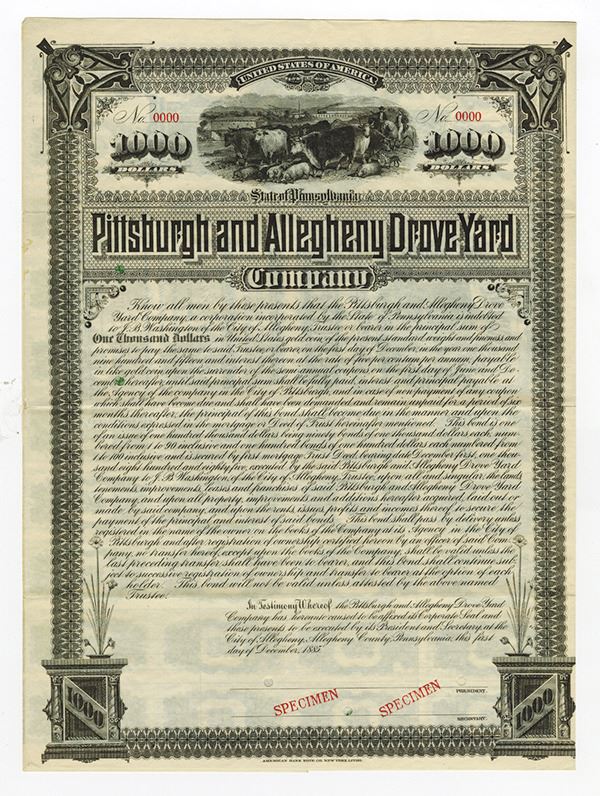 UNITED STATES OF AMERICA
No. 0000
No. 0000
1000
1000
DOLLARS
DOLLARS
State of Pennsylvania
Pittsburgh and Allegheny Drove Yard
Company
Know all men by these presents that the Pittsburgh and Allegheny Drove
Yard Company, a corporation incorporated by the State of Pennsylvania is indebted
to J. B. Washington of the City of Allegheny, Trustee, or bearer in the principal sum of
One Thousand Dollars in United States gold coin of the present standard weight and fineness and
promises to pay the same to said Trustee, or bearer, on the first day of December, in the year one thousand
nine hundred and fifteen and interest thereon at the rate of five per centum per annum, payable
in like gold coin, upon the surrender of the semi-annual coupons on the first day of June and De-
cember hereafter, until said principal sum shall be fully paid, interest and principal payable at
the Agency of the company in the City of Pittsburgh, and in case of non payment of any coupon
which shall have become due and shall have been demanded and remain unpaid for a period of six
months thereafter, the principal of this bond shall become due in the manner and upon the
conditions expressed in the mortgage or Deed of Trust hereinafter mentioned. This bond is one
of an issue of one hundred thousand dollars being ninety bonds of one thousand dollars each, num-
bered from 1 to 90 inclusive and one hundred bonds of one hundred dollars each, numbered from
1 to 100 inclusive and is secured by first mortgage Trust Deed, bearing date December first, one thou-
sand eight hundred and eighty five, executed by the said Pittsburgh and Allegheny Drove Yard
Company to J. B. Washington, of the City of Allegheny, Trustee, upon all and singular, the lands,
tenements, improvements, leases and franchises of said Pittsburgh and Allegheny Drove Yard
Company, and upon all property, improvements and additions thereafter acquired, laid out or
made by said company, and upon the rents, issues, profits and incomes thereof to secure the
payment of the principal and interest of said bonds. This bond shall pass by delivery unless
registered in the name of the owner on the books of the Company at its Agency in the City of
Pittsburgh and after registration of ownership certified hereon by an officer of said Com-
pany, no transfer hereof, except upon the books of the Company, shall be valid unless the
last preceding transfer shall have been to bearer, and this bond shall continue sub-
ject to successive registration of ownership and transfer to bearer at the option of each
holder. This bond will not be valid, unless attested by the above named
Trustee.
In Testimony Whereof the Pittsburgh and Allegheny Drove Yard
Company has hereunto caused to be affixed its Corporate Seal and
these presents to be executed by its President and Secretary, at the
City of Allegheny, Allegheny County, Pennsylvania, this first
day of December, 1885.
PRESIDENT.
SPECIMEN
SPECIMEN
SECRETARY.
1000
1000
AMERICAN BANK NOTE CO. NEW YORK.